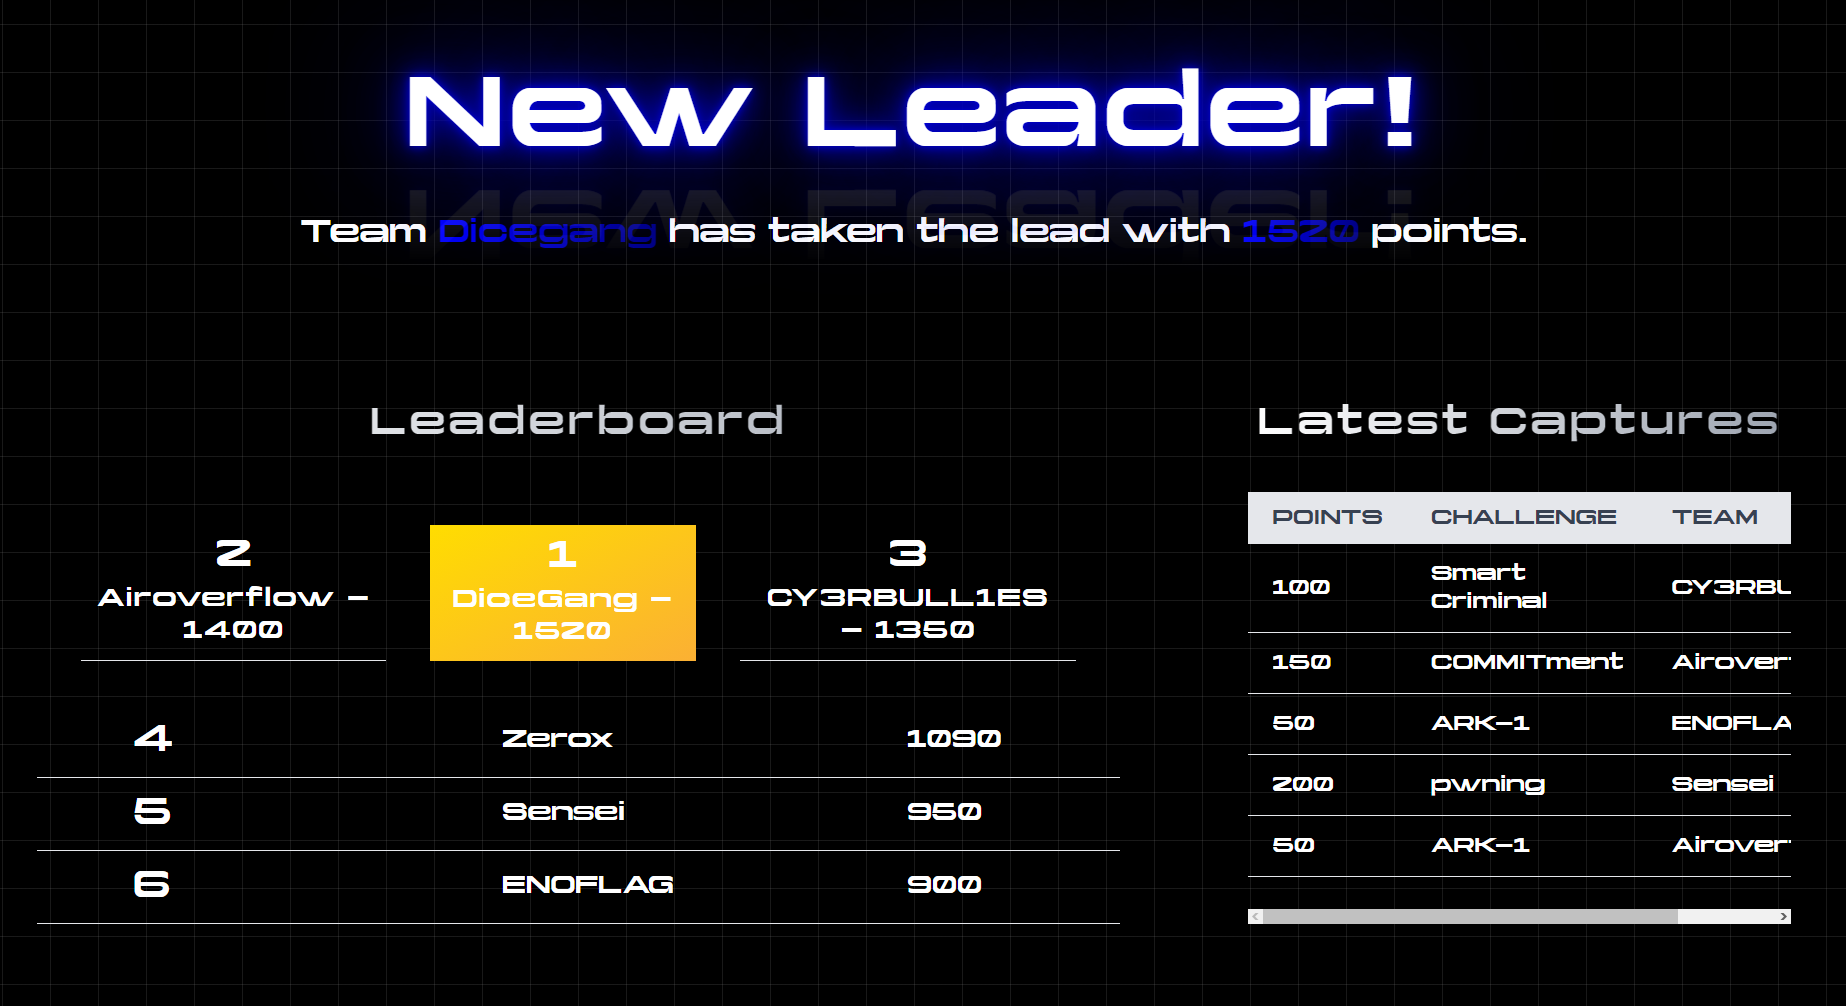 New Leader!
Team Dicegang has taken the lead with 1520 points.
Leaderboard
2
Airoverflow –
1400
1
DiceGang –
1520
3
CY3RBULL1ES
– 1350
4 Zerox 1090
5 Sensei 950
6 ENOFLAG 900
Latest Captures
POINTS CHALLENGE TEAM
100 Smart
Criminal CY3RBU
150 COMMITment Airover
50 ARK-1 ENOFLA
200 pwning Sensei
50 ARK-1 Airover